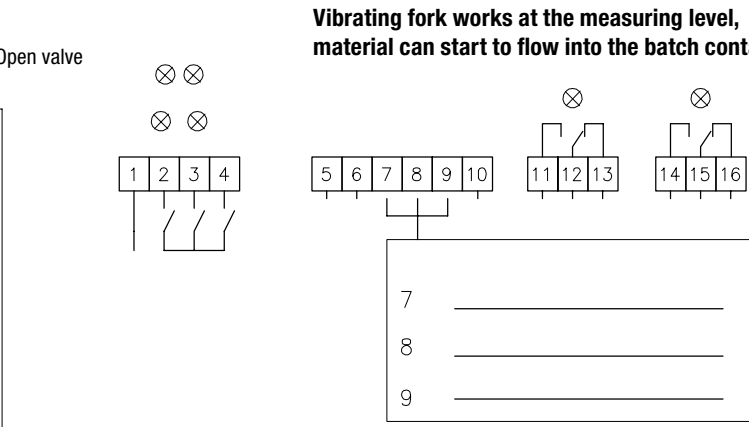 Vibrating fork works at the measuring level,
material can start to flow into the batch conta
Open valve
1 2 3 4
5 6 7 8 9 10
11 12 13
14 15 16
7
8
9